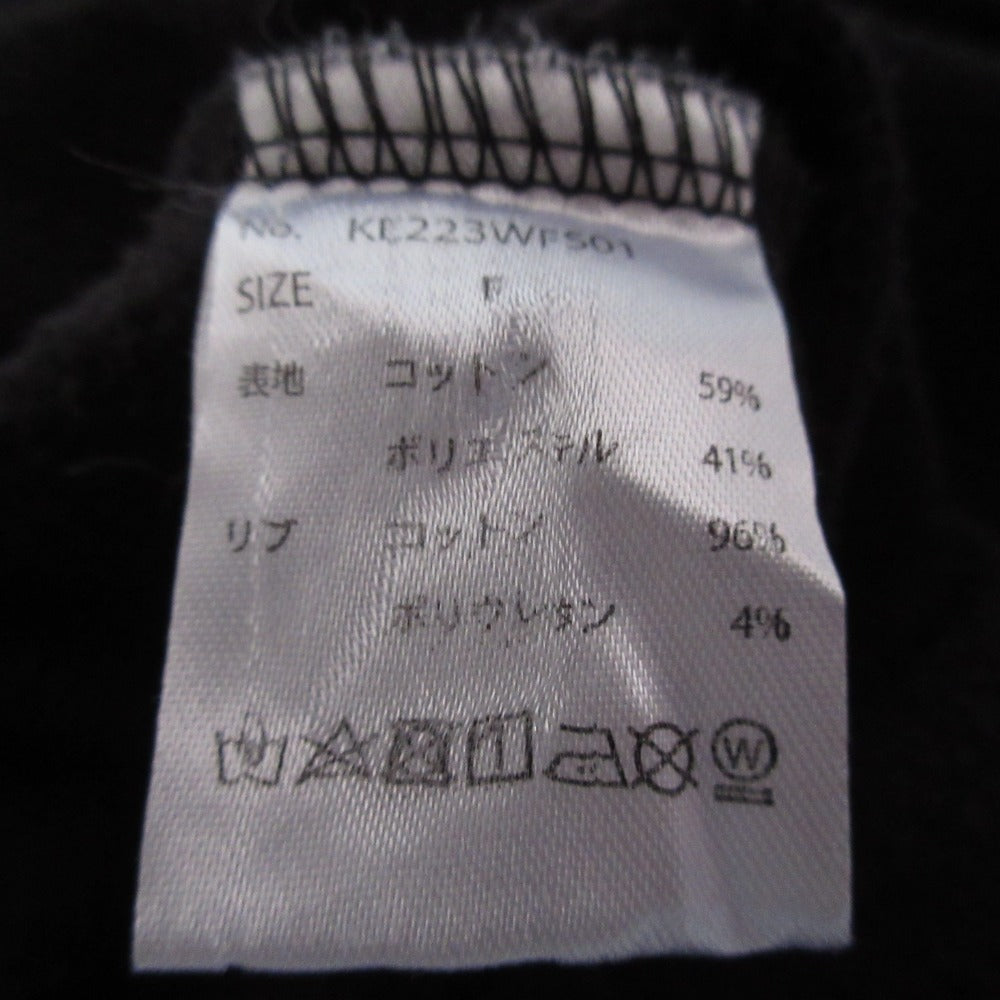 No. KE223WF501
SIZE F
表地 コットン 59%
ポリエステル 41%
リブ コットン 96%
ポリウレタン 4%
W